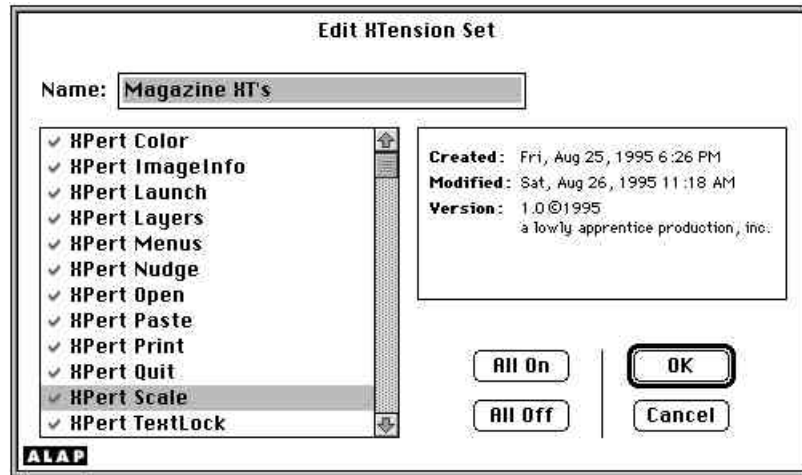 Edit XTension Set
Name: Magazine XT's
XPert Color
XPert ImageInfo
XPert Launch
XPert Layers
XPert Menus
XPert Nudge
XPert Open
XPert Paste
XPert Print
XPert Quit
XPert Scale
XPert TextLock
Created: Fri, Aug 25, 1995 6:26 PM
Modified: Sat, Aug 26, 1995 11:18 AM
Version: 1.0©1995
a lowly apprentice production, inc.
All On
OK
All Off
Cancel
ALAP